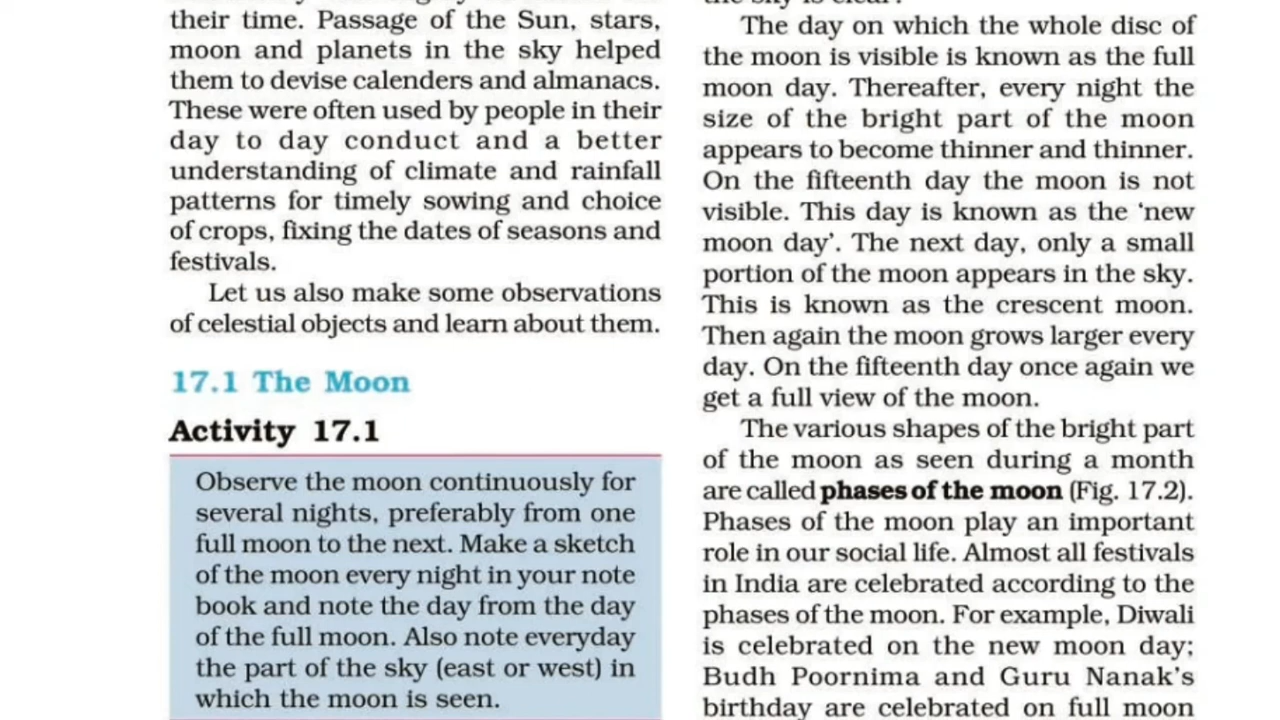 their time. Passage of the Sun, stars,
moon and planets in the sky helped
them to devise calenders and almanacs.
These were often used by people in their
day to day conduct and a better
understanding of climate and rainfall
patterns for timely sowing and choice
of crops, fixing the dates of seasons and
festivals.
Let us also make some observations
of celestial objects and learn about them.
17.1 The Moon
Activity 17.1
Observe the moon continuously for
several nights, preferably from one
full moon to the next. Make a sketch
of the moon every night in your note
book and note the day from the day
of the full moon. Also note everyday
the part of the sky (east or west) in
which the moon is seen.
the sky is clear?
The day on which the whole disc of
the moon is visible is known as the full
moon day. Thereafter, every night the
size of the bright part of the moon
appears to become thinner and thinner.
On the fifteenth day the moon is not
visible. This day is known as the ‘new
moon day’. The next day, only a small
portion of the moon appears in the sky.
This is known as the crescent moon.
Then again the moon grows larger every
day. On the fifteenth day once again we
get a full view of the moon.
The various shapes of the bright part
of the moon as seen during a month
are called phases of the moon (Fig. 17.2).
Phases of the moon play an important
role in our social life. Almost all festivals
in India are celebrated according to the
phases of the moon. For example, Diwali
is celebrated on the new moon day;
Budh Poornima and Guru Nanak’s
birthday are celebrated on full moon